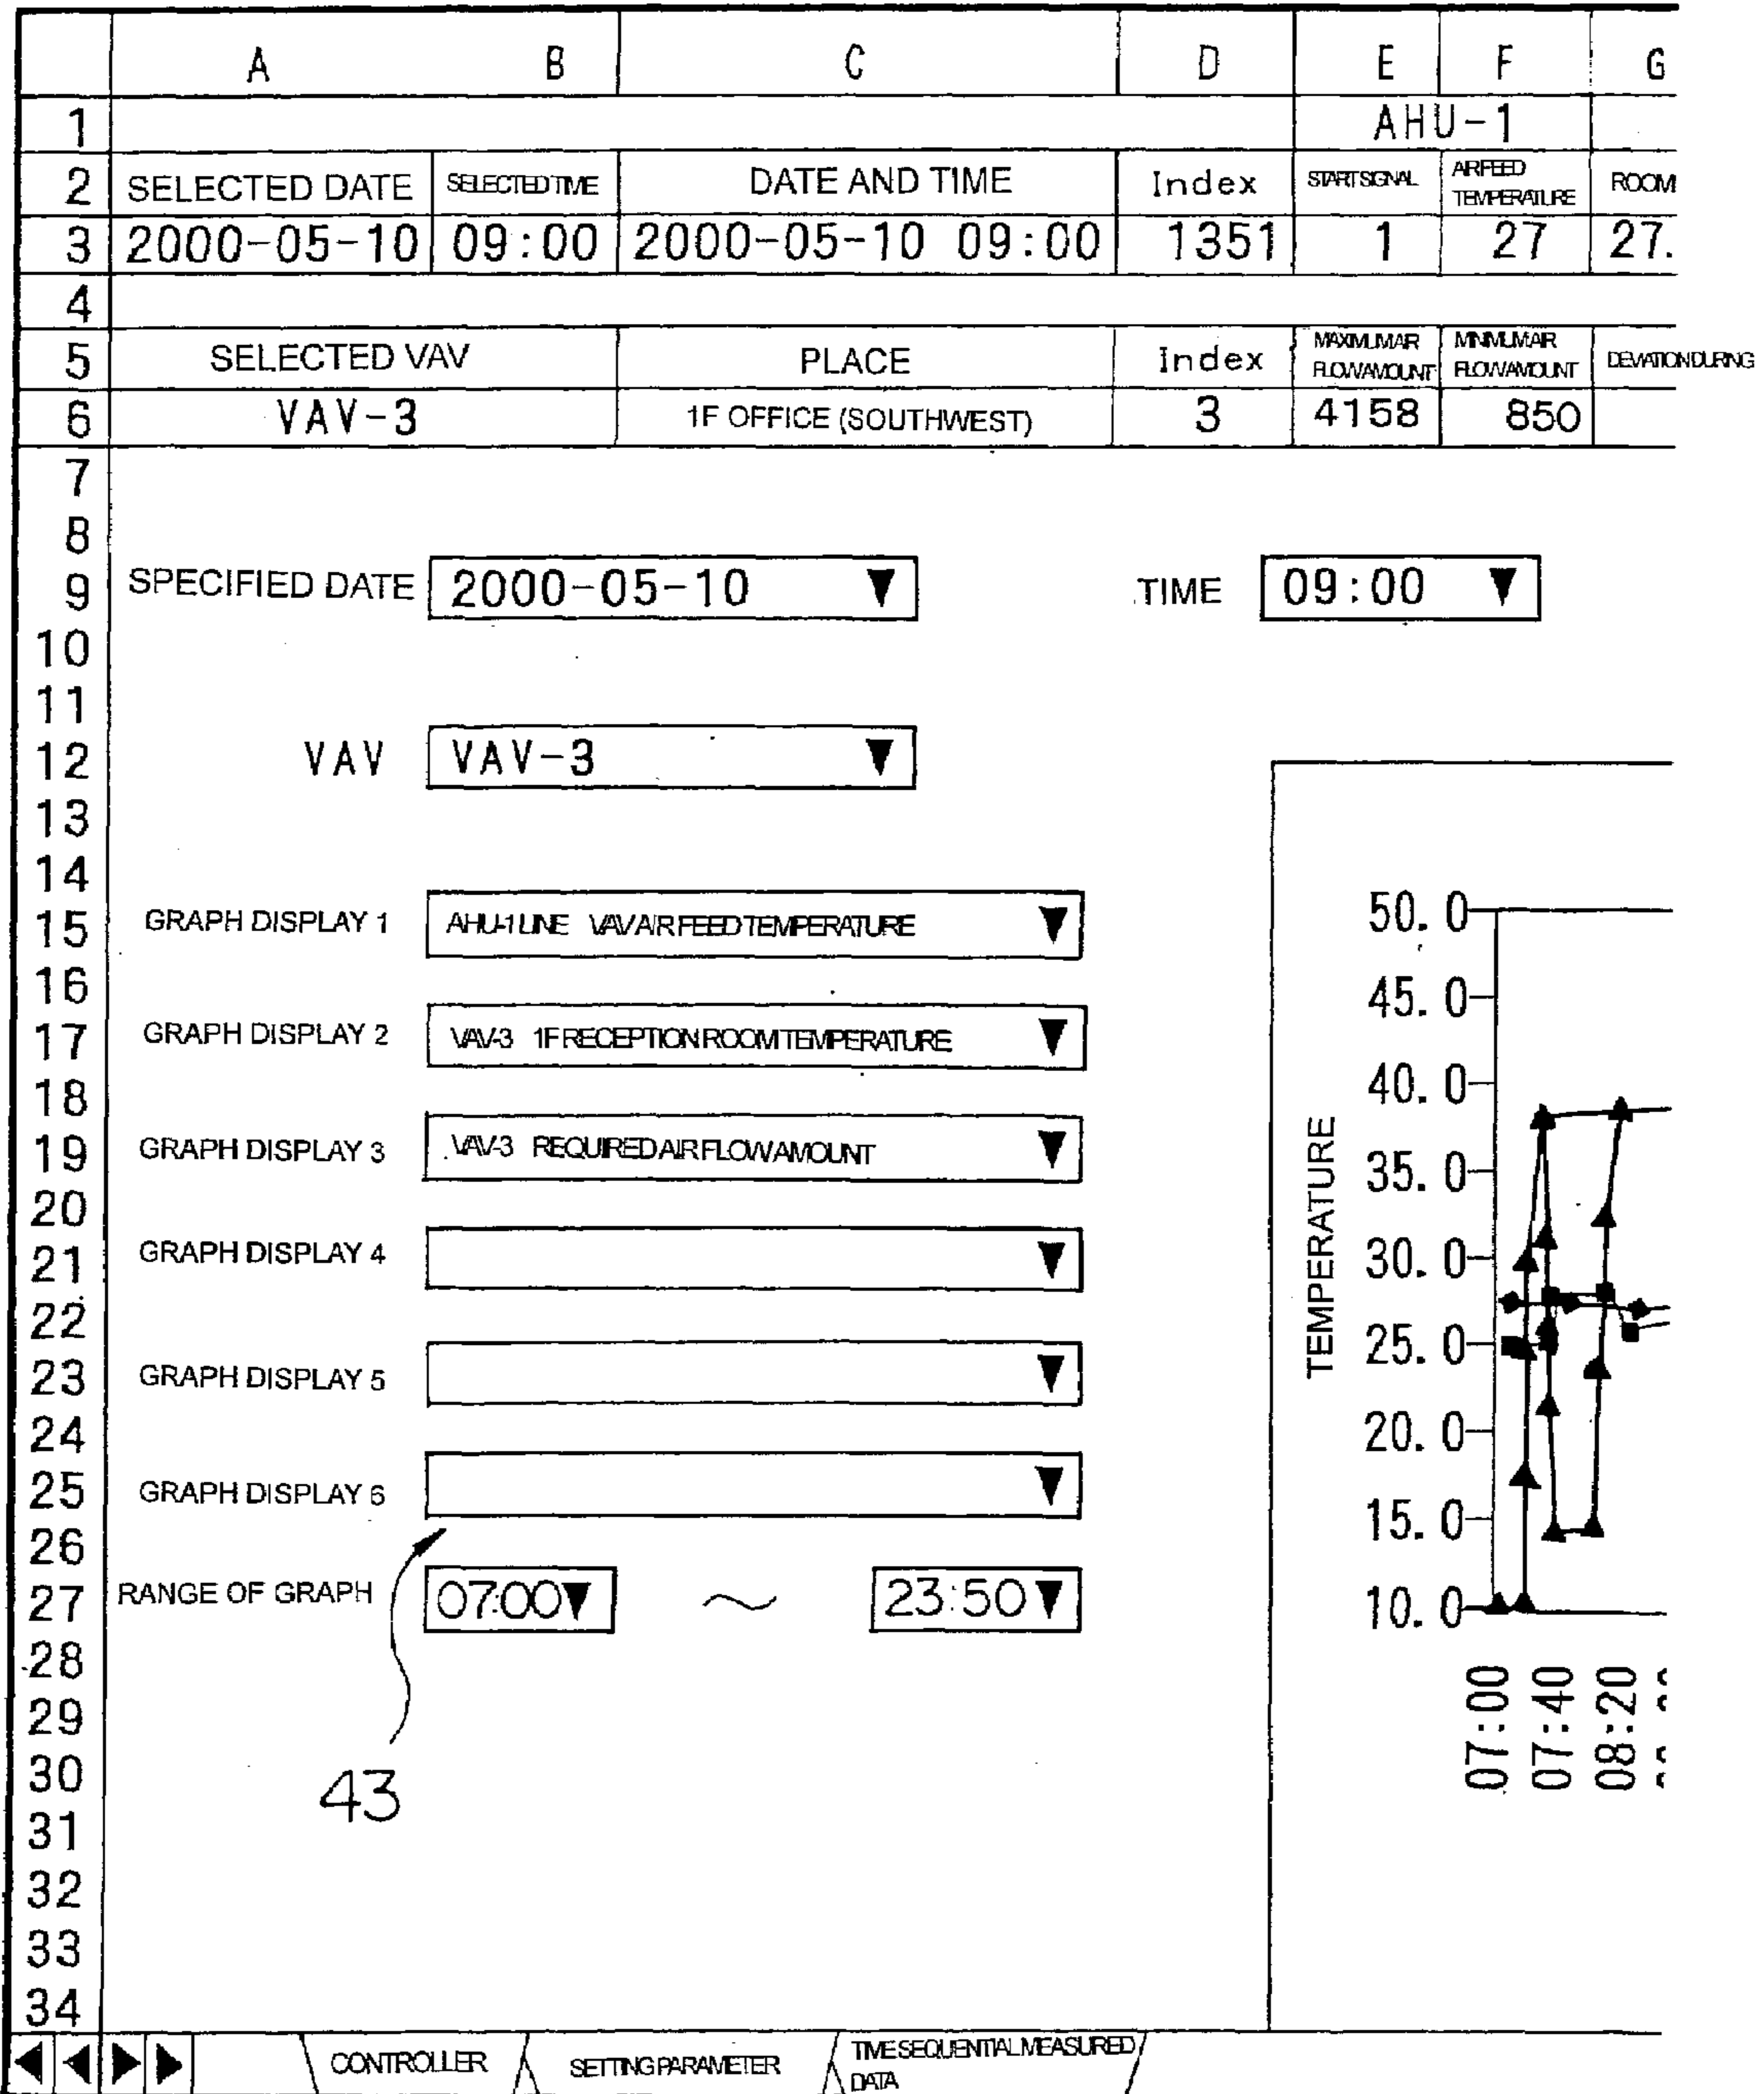 A B C D E F G
1 AHU-1
2 SELECTED DATE SELECTED TIME DATE AND TIME Index START SIGNAL AIR FEED TEMPERATURE ROOM
3 2000-05-10 09:00 2000-05-10 09:00 1351 1 27 27.
4
5 SELECTED VAV PLACE Index MAXIMUM AIR FLOW AMOUNT MINIMUM AIR FLOW AMOUNT DEVIATION DURING
6 VAV-3 1F OFFICE (SOUTHWEST) 3 4158 850
7
8
9 SPECIFIED DATE 2000-05-10 ▼ TIME 09:00 ▼
10
11
12 VAV VAV-3 ▼
13
14
15 GRAPH DISPLAY 1 AHU-1 LINE VAV AIR FEED TEMPERATURE ▼
16
17 GRAPH DISPLAY 2 VAV-3 1F RECEPTION ROOM TEMPERATURE ▼
18
19 GRAPH DISPLAY 3 VAV-3 REQUIRED AIR FLOW AMOUNT ▼
20
21 GRAPH DISPLAY 4 ▼
22
23 GRAPH DISPLAY 5 ▼
24
25 GRAPH DISPLAY 6 ▼
26
27 RANGE OF GRAPH 07:00▼ ~ 23:50▼
28
29
30
31
32
33
34
43
TEMPERATURE
50.0
45.0
40.0
35.0
30.0
25.0
20.0
15.0
10.0
07:00
07:40
08:20
CONTROLLER SETTING PARAMETER TIME SEQUENTIAL MEASURED DATA